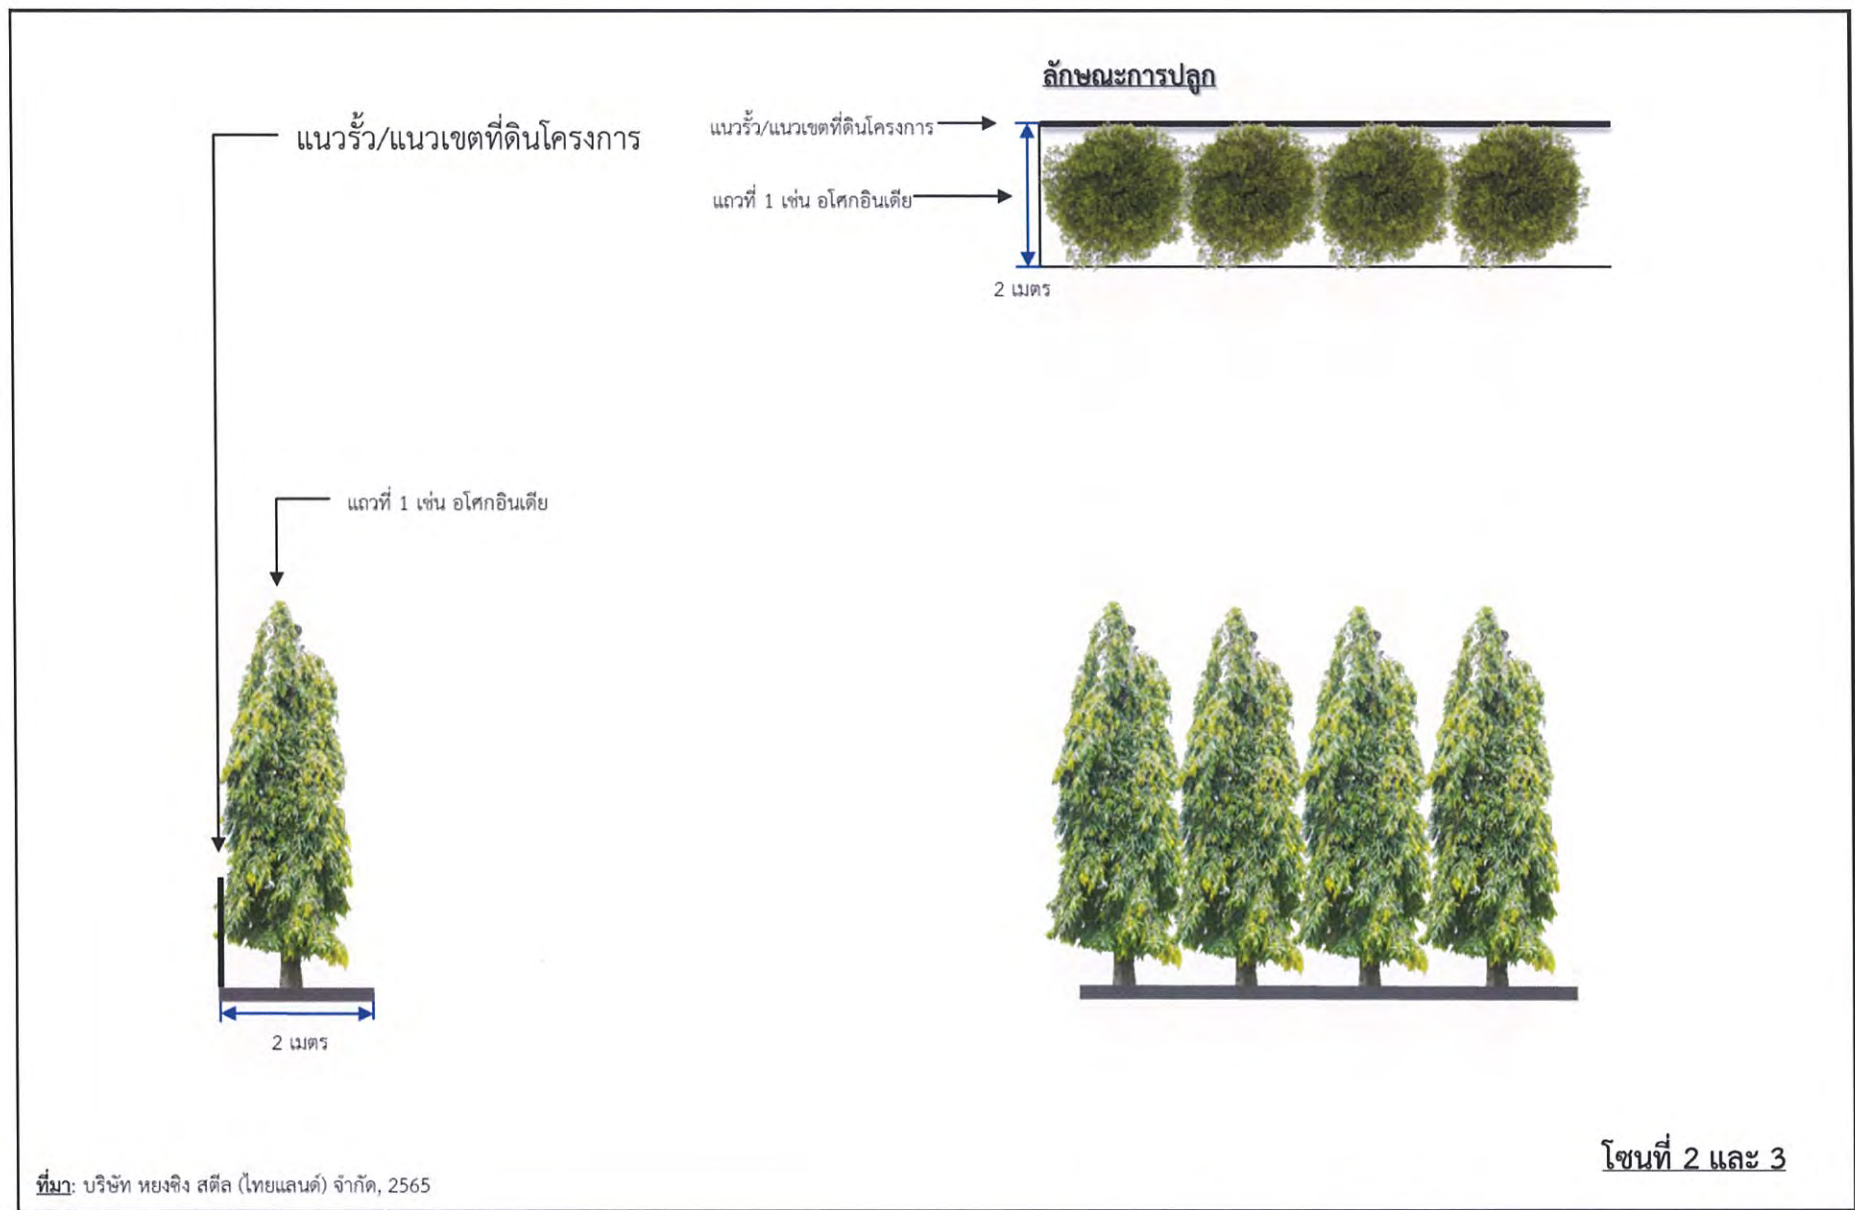 ลักษณะการปลูก
แนวรั้ว/แนวเขตที่ดินโครงการ
แนวรั้ว/แนวเขตที่ดินโครงการ
แถวที่ 1 เช่น อโศกอินเดีย
2 เมตร
แถวที่ 1 เช่น อโศกอินเดีย
2 เมตร
โซนที่ 2 และ 3
ที่มา: บริษัท หยงซิง สตีล (ไทยแลนด์) จำกัด, 2565